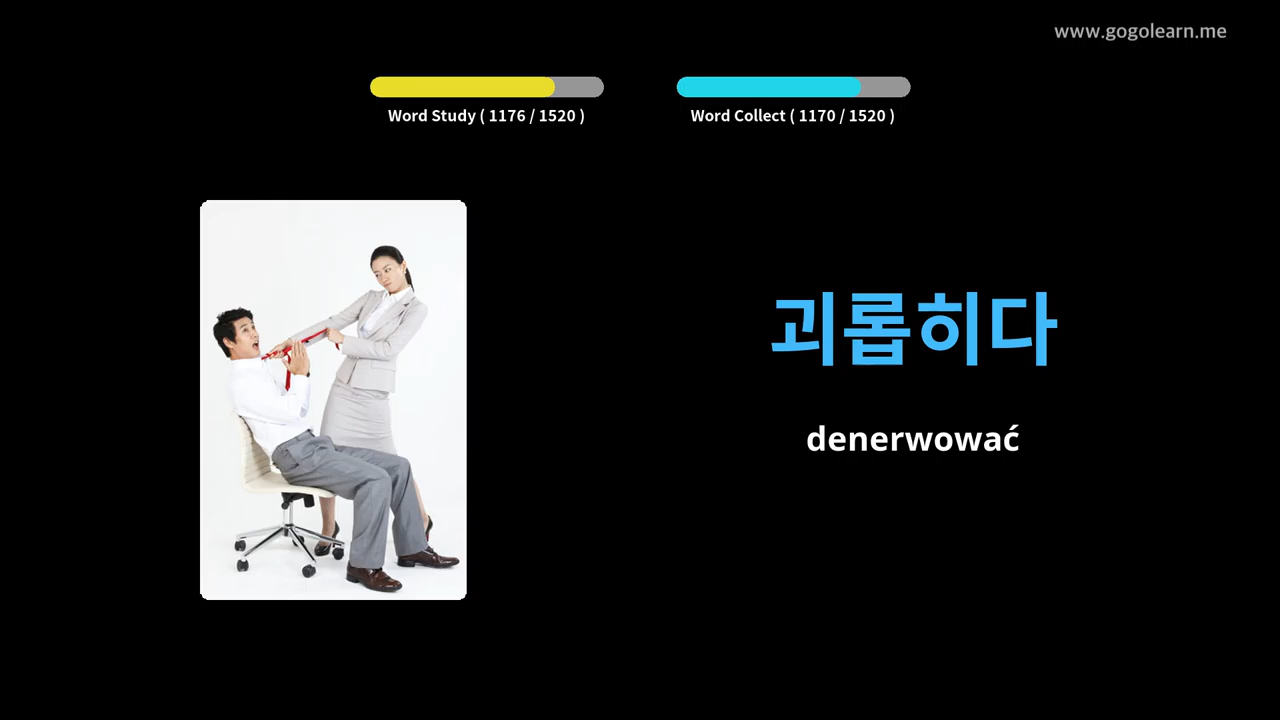 www.gogolearn.me
Word Study ( 1176 / 1520 )
Word Collect ( 1170 / 1520 )
괴롭히다
denerwować